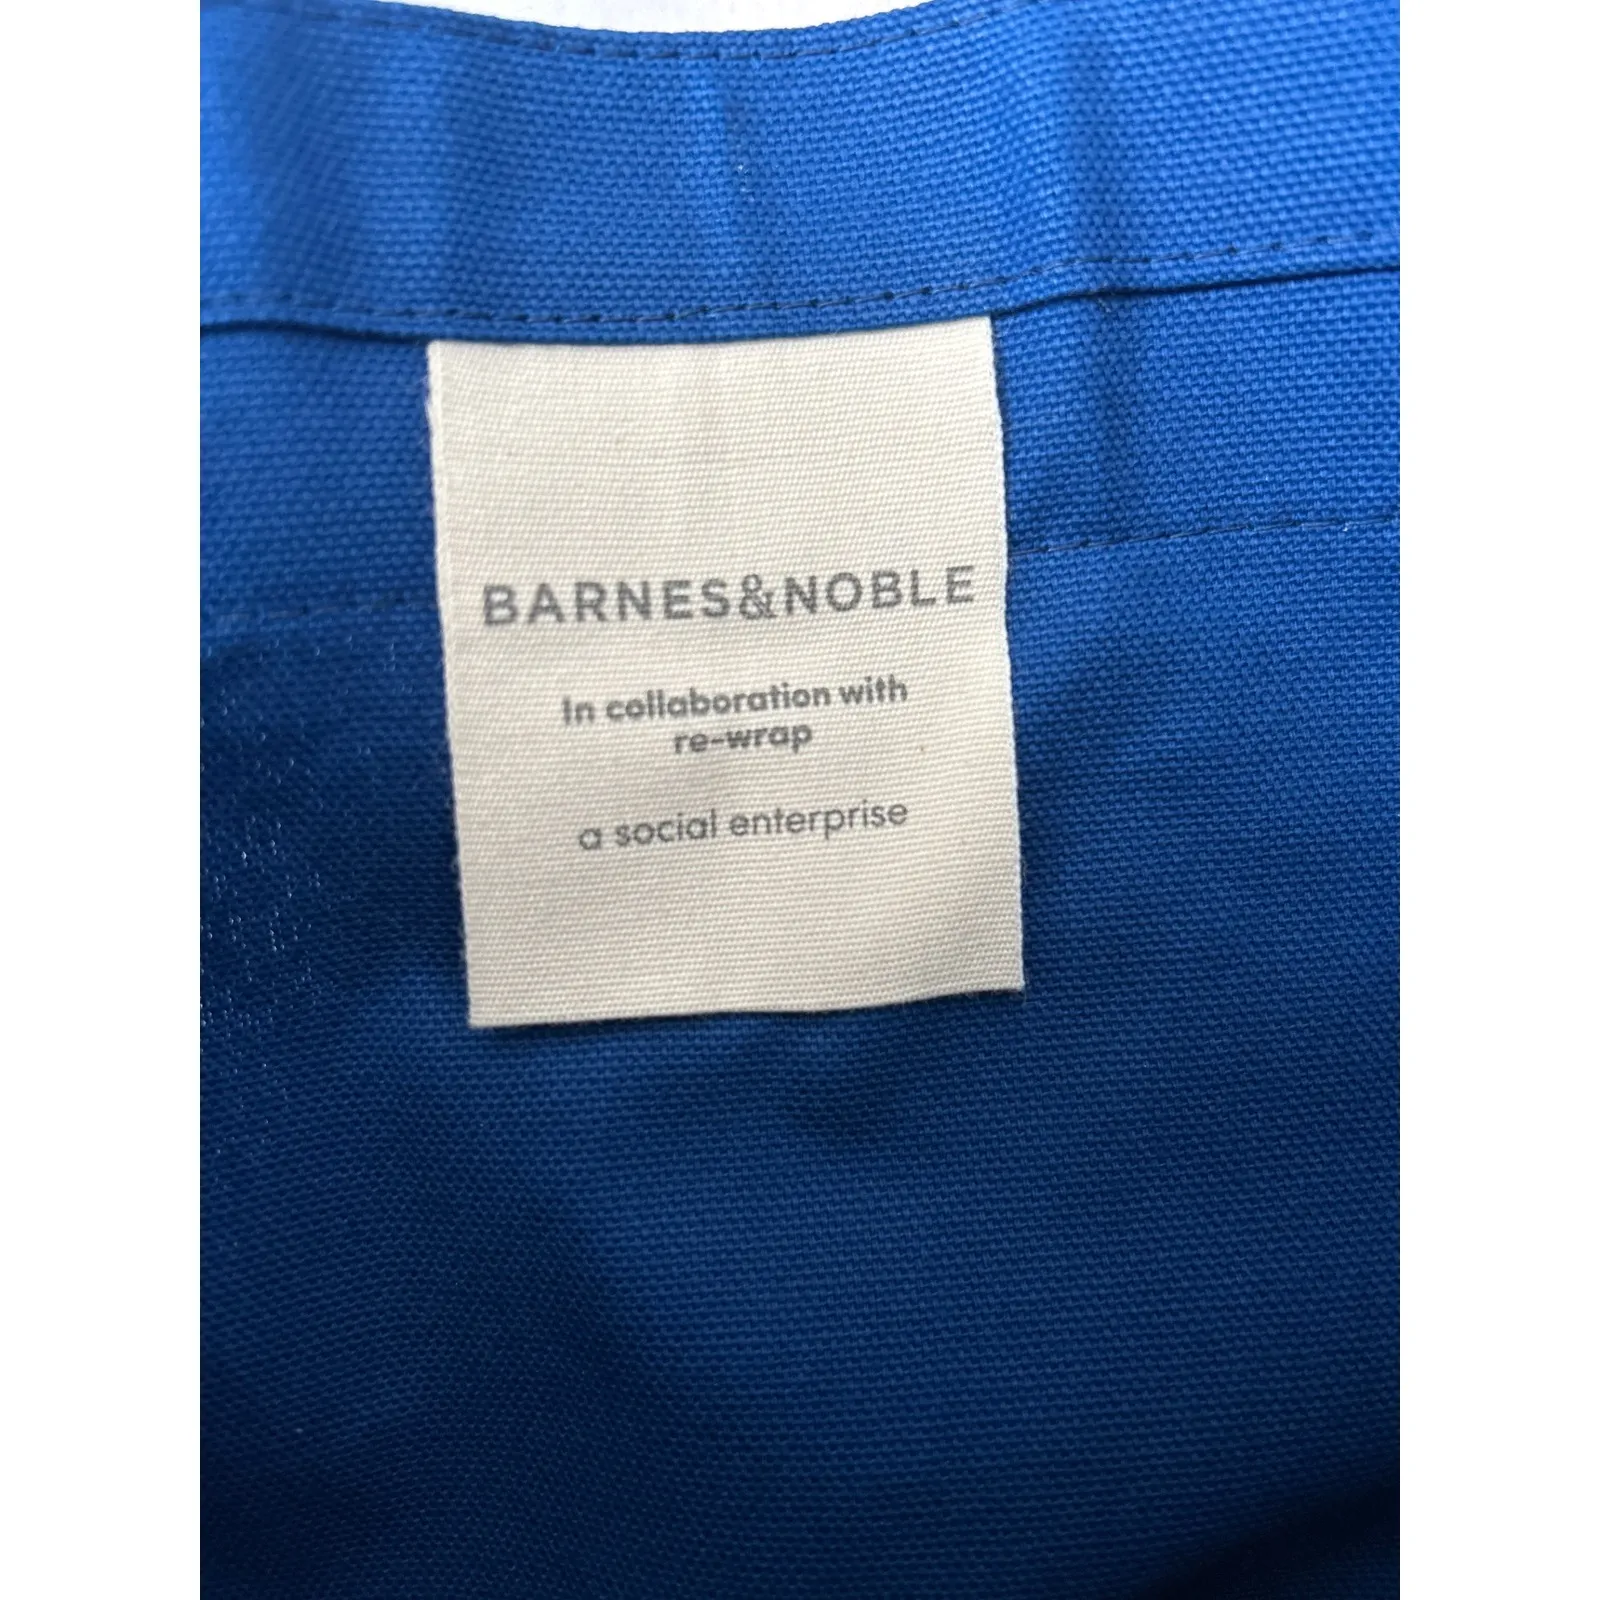 BARNES&NOBLE
In collaboration with
re-wrap
a social enterprise